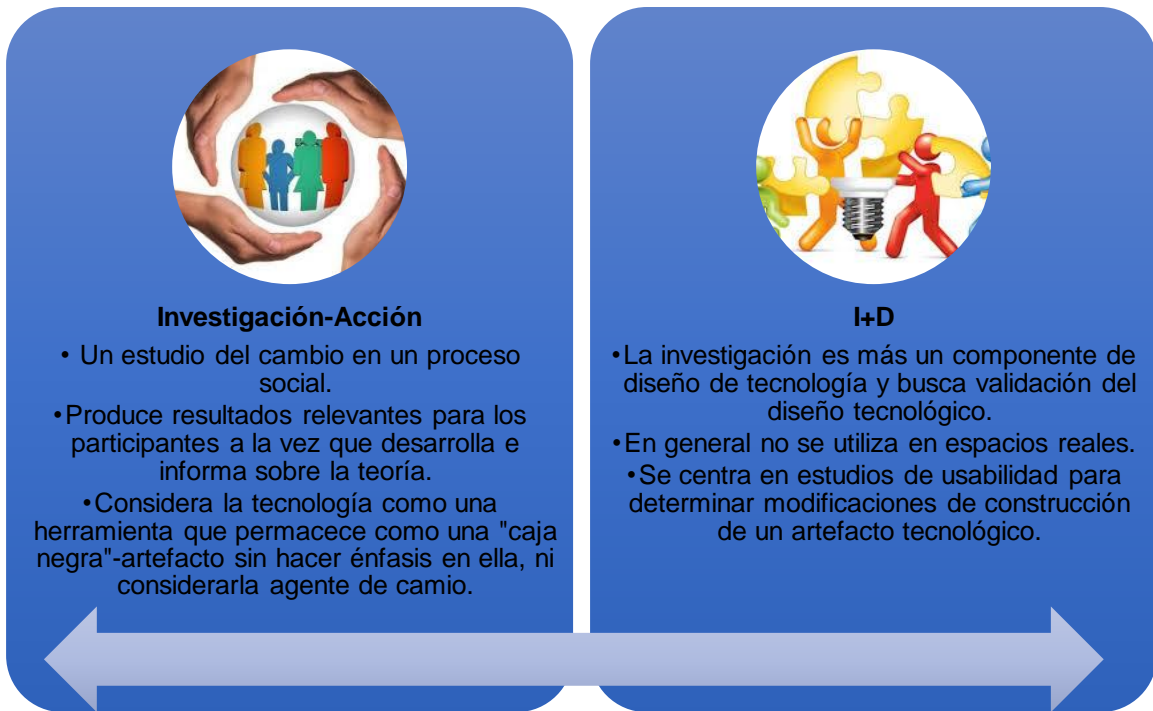 Investigación-Acción
• Un estudio del cambio en un proceso
social.
•Produce resultados relevantes para los
participantes a la vez que desarrolla e
informa sobre la teoría.
•Considera la tecnología como una
herramienta que permacece como una "caja
negra"-artefacto sin hacer énfasis en ella, ni
considerarla agente de camio.
I+D
•La investigación es más un componente de
diseño de tecnología y busca validación del
diseño tecnológico.
•En general no se utiliza en espacios reales.
•Se centra en estudios de usabilidad para
determinar modificaciones de construcción
de un artefacto tecnológico.